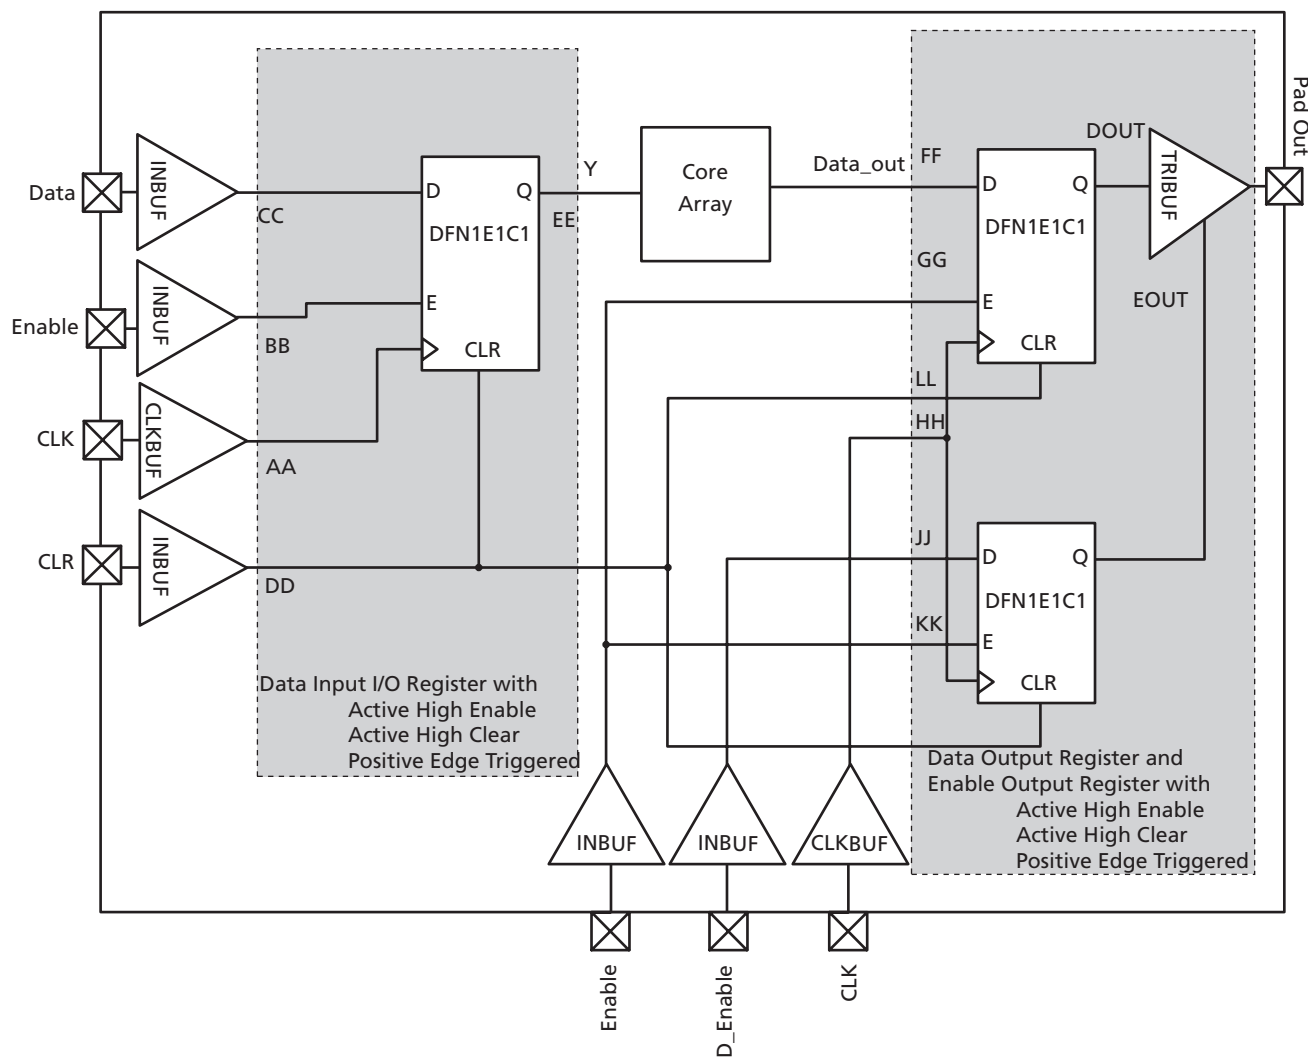 Data
INBUF
CC
D
Q
DFN1E1C1
E
CLR
Y
EE
Core
Array
Data_out
FF
D
Q
DFN1E1C1
GG
E
CLR
DOUT
TRIBUF
EOUT
Pad Out
Enable
INBUF
BB
CLK
CLKBUF
AA
CLR
INBUF
DD
LL
HH
JJ
D
Q
DFN1E1C1
KK
E
CLR
Data Input I/O Register with
Active High Enable
Active High Clear
Positive Edge Triggered
Data Output Register and
Enable Output Register with
Active High Enable
Active High Clear
Positive Edge Triggered
INBUF
INBUF
CLKBUF
Enable
D_Enable
CLK